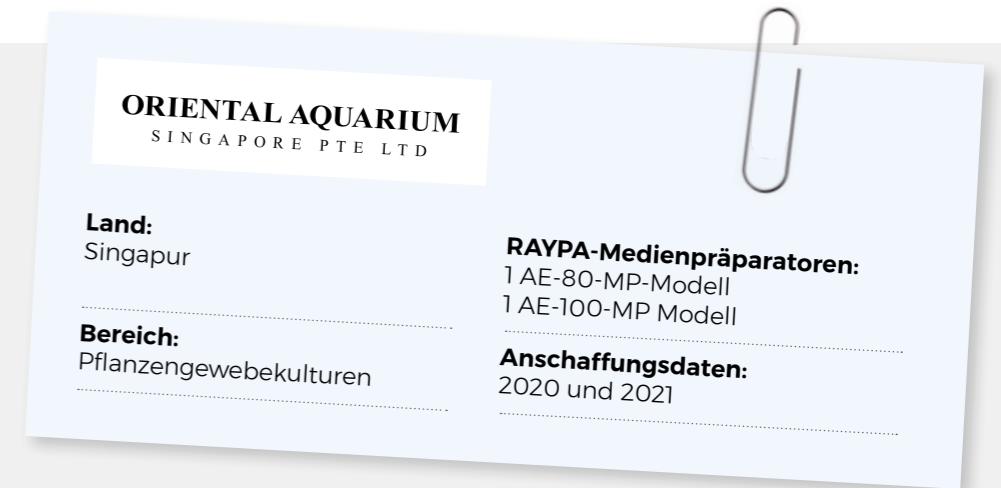 ORIENTAL AQUARIUM
SINGAPORE PTE LTD
Land:
Singapur
Bereich:
Pflanzengewebekulturen
RAYPA-Medienpräparatoren:
1 AE-80-MP-Modell
1 AE-100-MP Modell
Anschaffungsdaten:
2020 und 2021